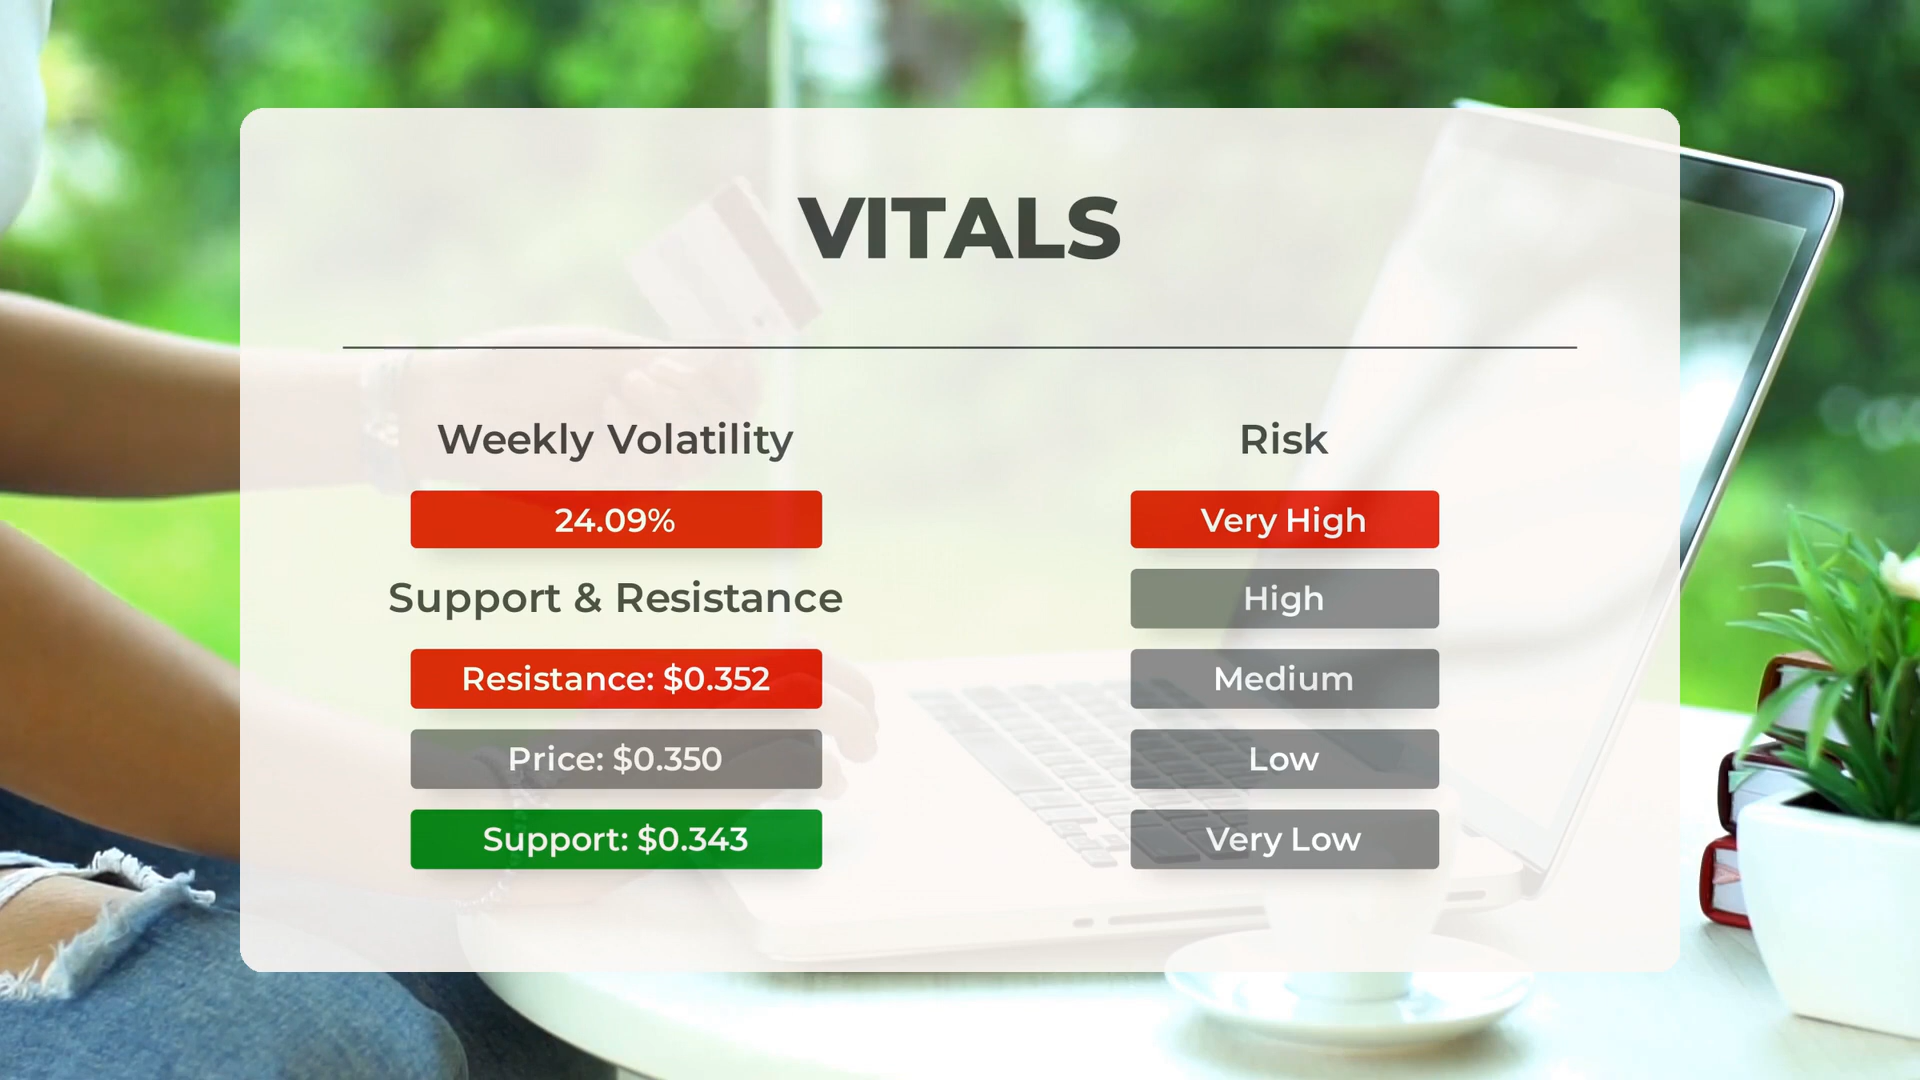 VITALS
Weekly Volatility
24.09%
Support & Resistance
Resistance: $0.352
Price: $0.350
Support: $0.343
Risk
Very High
High
Medium
Low
Very Low